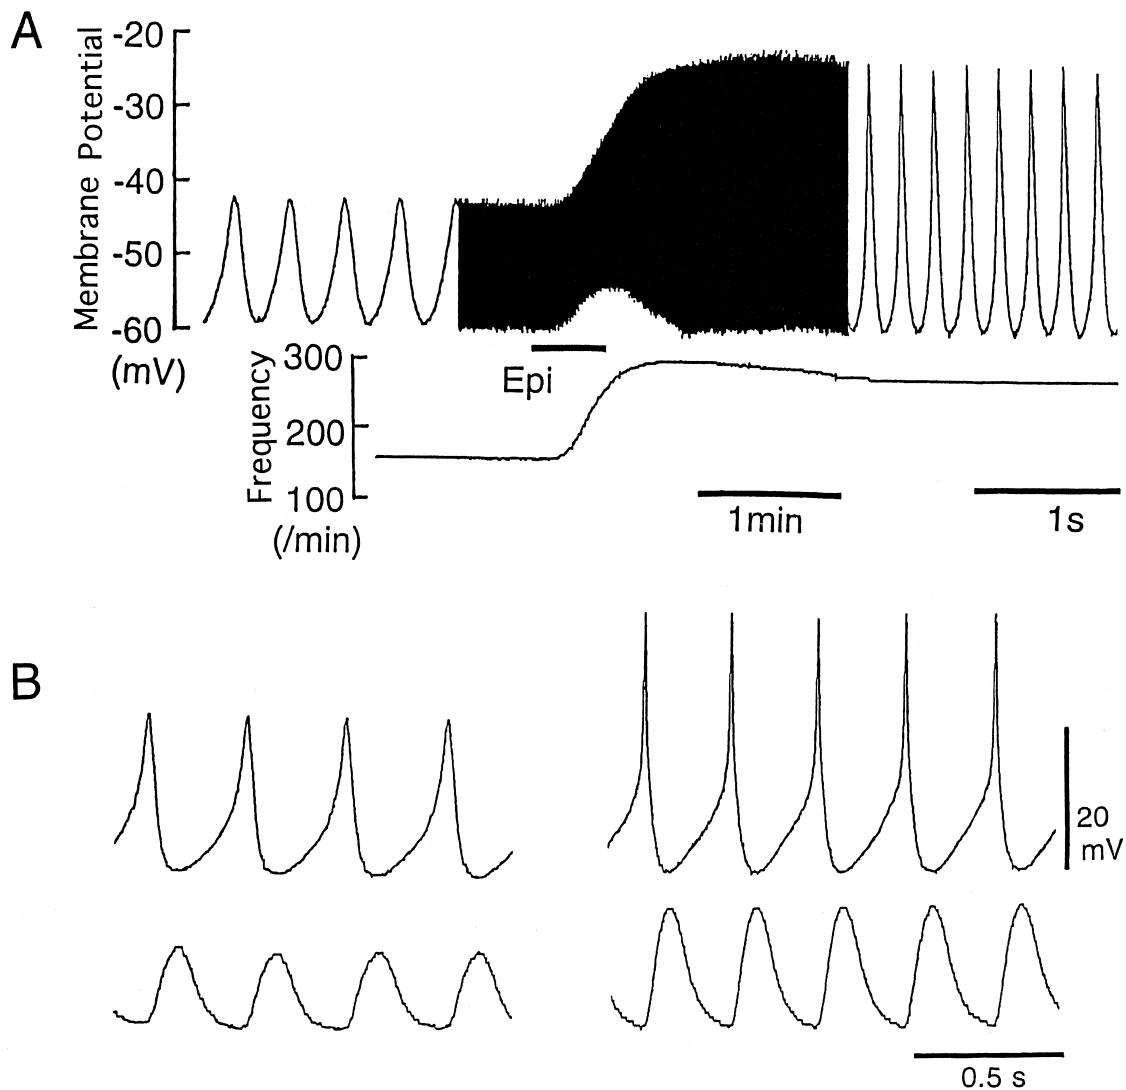 A
Membrane Potential
-20
-30
-40
-50
-60
(mV)
Epi
Frequency
300
200
100
(/min)
1min
1s
B
20
mV
0.5 s